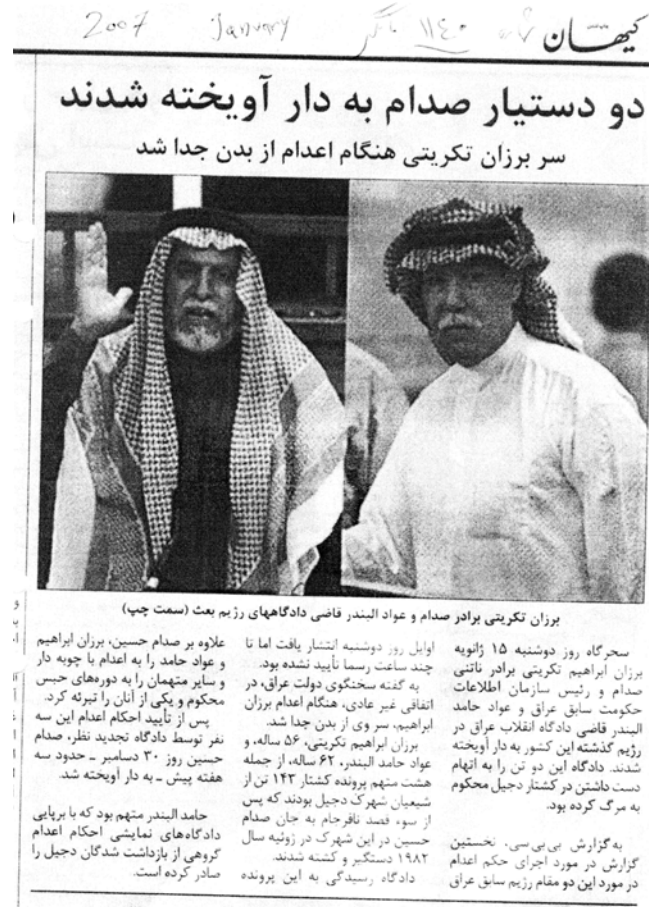 2007 January ۱۱۴۰ کیهان
دو دستیار صدام به دار آویخته شدند
سر برزان تکریتی هنگام اعدام از بدن جدا شد
برزان تکریتی برادر صدام و عواد البندر قاضی دادگاههای رژیم بعث (سمت چپ)
سحرگاه روز دوشنبه ۱۵ ژانویه
برزان ابراهیم تکریتی برادر ناتنی
صدام و رئیس سازمان اطلاعات
حکومت سابق عراق و عواد حامد
البندر قاضی دادگاه انقلاب عراق در
رژیم گذشته این کشور به دار آویخته
شدند. دادگاه این دو تن را به اتهام
دست داشتن در کشتار دجیل محکوم
به مرگ کرده بود.
به گزارش بی‌بی‌سی، نخستین
گزارش در مورد اجرای حکم اعدام
در مورد این دو مقام رژیم سابق عراق
اوایل روز دوشنبه انتشار یافت اما تا
چند ساعت رسما تأیید نشده بود.
به گفته سخنگوی دولت عراق، در
اتفاقی غیر عادی، هنگام اعدام برزان
ابراهیم، سر وی از بدن جدا شد.
برزان ابراهیم تکریتی، ۵۶ ساله، و
عواد حامد البندر، ۶۲ ساله، از جمله
هشت متهم پرونده کشتار ۱۴۳ تن از
شیعیان شهرک دجیل بودند که پس
از سوء قصد نافرجام به جان صدام
حسین در این شهرک در ژوئیه سال
۱۹۸۲ دستگیر و کشته شدند.
دادگاه رسیدگی به این پرونده
علاوه بر صدام حسین، برزان ابراهیم
و عواد حامد را به اعدام با چوبه دار
و سایر متهمان را به دوره‌های حبس
محکوم و یکی از آنان را تبرئه کرد.
پس از تأیید احکام اعدام این سه
نفر توسط دادگاه تجدید نظر، صدام
حسین روز ۳۰ دسامبر ـ حدود سه
هفته پیش ـ به دار آویخته شد.
حامد البندر متهم بود که با برپایی
دادگاه‌های نمایشی احکام اعدام
گروهی از بازداشت شدگان دجیل را
صادر کرده است.